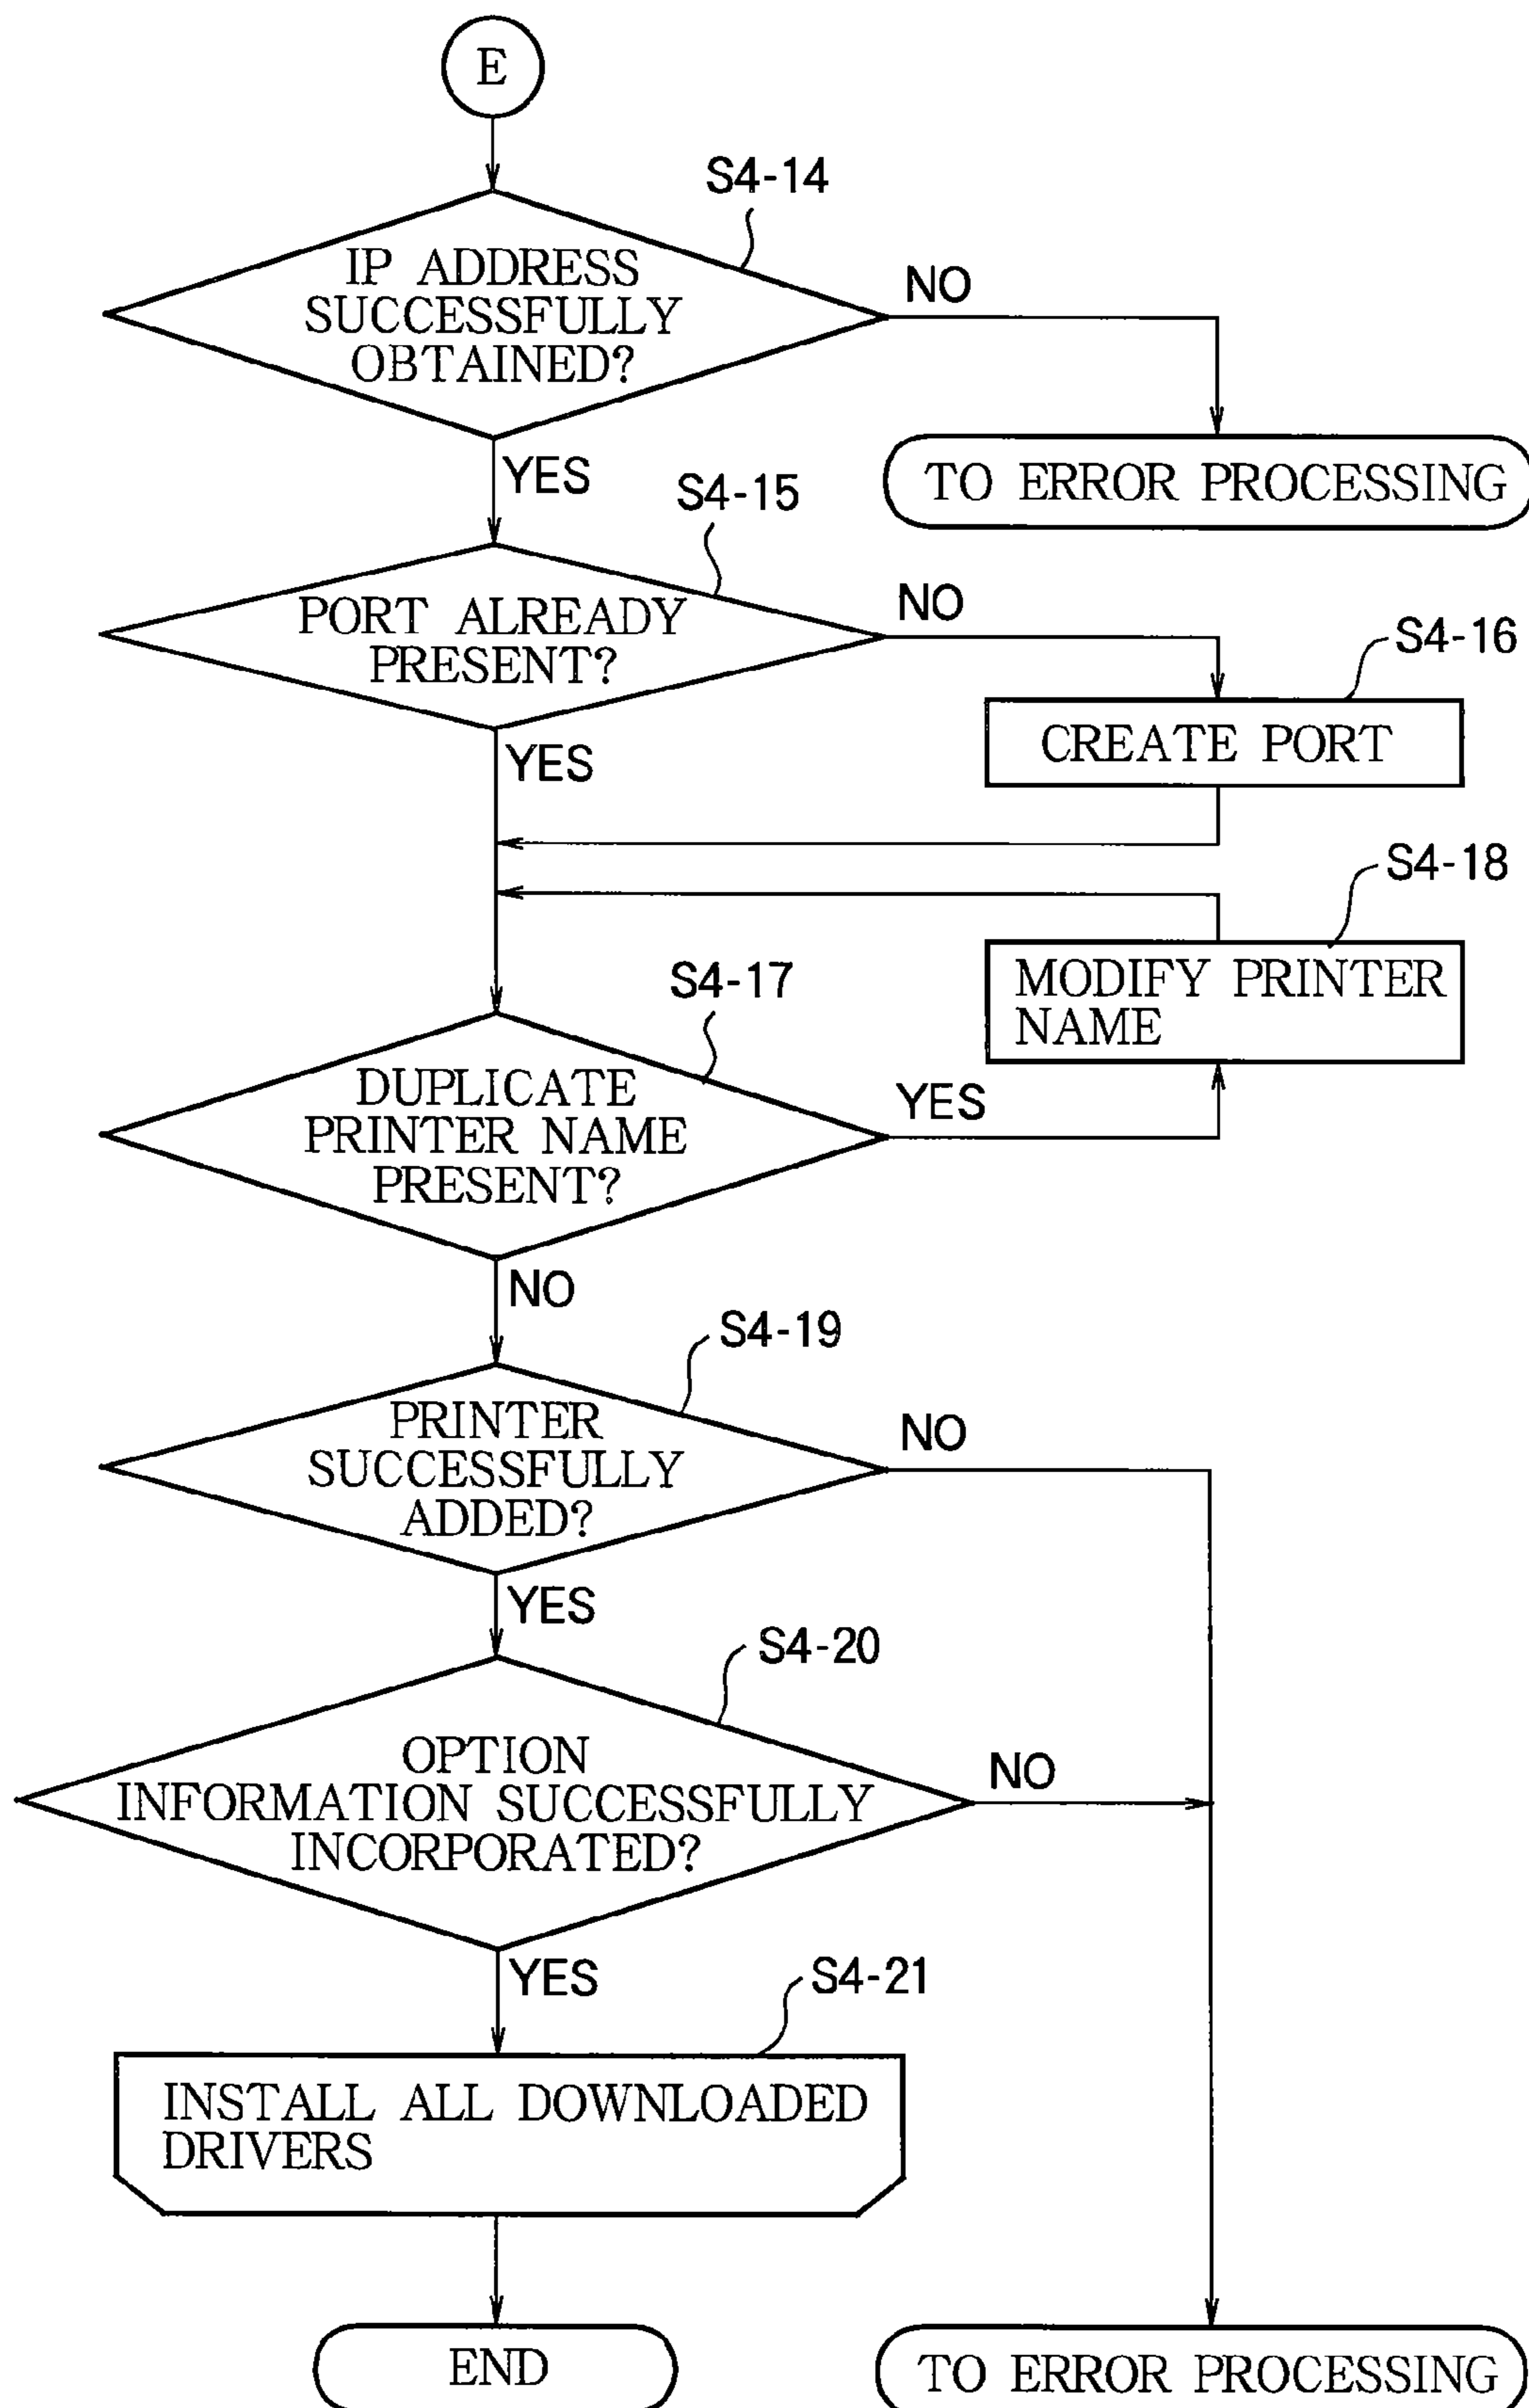 E
S4-14
IP ADDRESS
SUCCESSFULLY
OBTAINED?
NO
YES
TO ERROR PROCESSING
S4-15
PORT ALREADY
PRESENT?
NO
S4-16
CREATE PORT
YES
S4-18
MODIFY PRINTER
NAME
S4-17
DUPLICATE
PRINTER NAME
PRESENT?
YES
NO
S4-19
PRINTER
SUCCESSFULLY
ADDED?
NO
YES
S4-20
OPTION
INFORMATION SUCCESSFULLY
INCORPORATED?
NO
YES
S4-21
INSTALL ALL DOWNLOADED
DRIVERS
END
TO ERROR PROCESSING